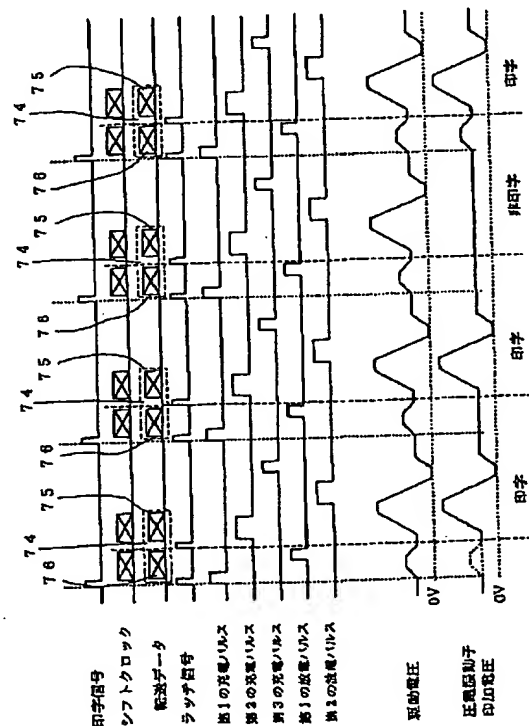 74 75
76
74 75
76
74 75
76
74 75
76
印字信号
シフトクロック
転送データ
ラッチ信号
第1の充電パルス
第2の充電パルス
第3の充電パルス
第1の放電パルス
第2の放電パルス
駆動電圧
0V
圧電振動子
印加電圧
0V
印字
印字
非印字
印字